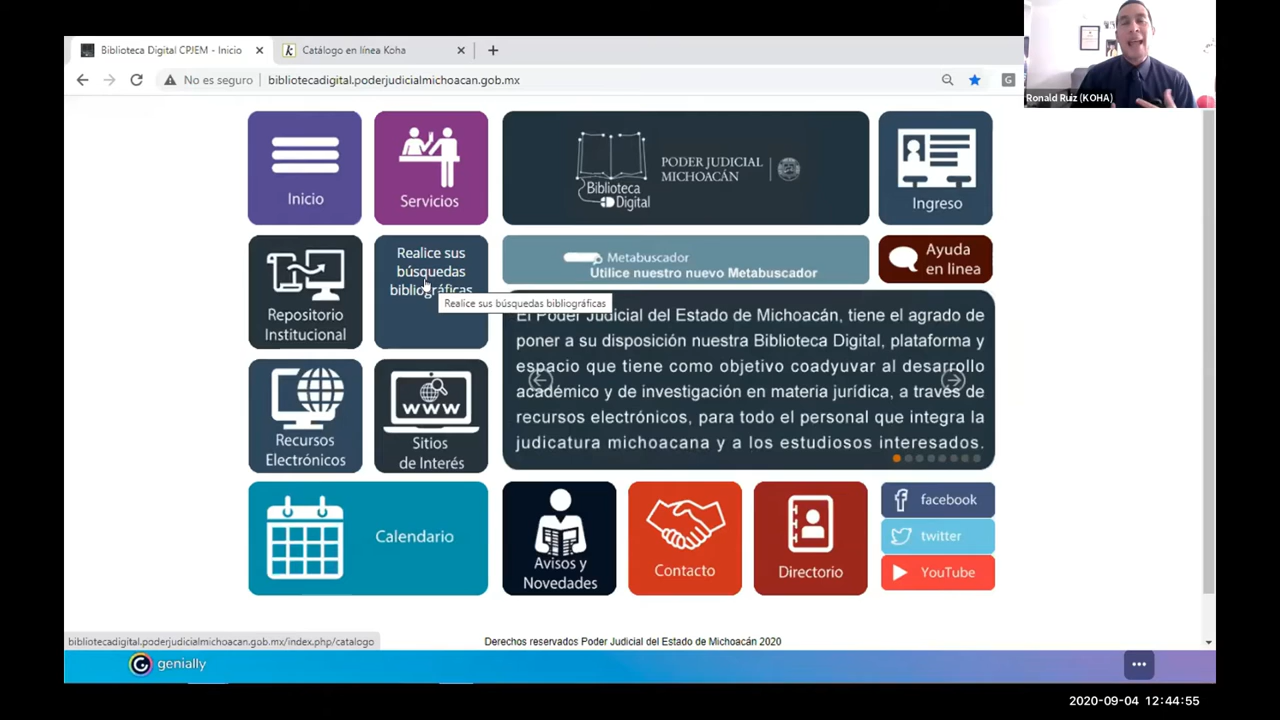 Biblioteca Digital CPJEM - Inicio
Catálogo en línea Koha
No es seguro
bibliotecadigital.poderjudicialmichoacan.gob.mx
Ronald Ruiz (KOHA)
Inicio
Servicios
Biblioteca
Digital
PODER JUDICIAL
MICHOACÁN
Ingreso
Repositorio
Institucional
Realice sus
búsquedas
bibliográficas
Realice sus búsquedas bibliográficas
Metabuscador
Utilice nuestro nuevo Metabuscador
Ayuda
en linea
El Poder Judicial del Estado de Michoacán, tiene el agrado de
poner a su disposición nuestra Biblioteca Digital, plataforma y
espacio que tiene como objetivo coadyuvar al desarrollo
académico y de investigación en materia jurídica, a través de
recursos electrónicos, para todo el personal que integra la
judicatura michoacana y a los estudiosos interesados.
Recursos
Electrónicos
WWW
Sitios
de Interés
Calendario
Avisos y
Novedades
Contacto
Directorio
facebook
twitter
YouTube
bibliotecadigital.poderjudicialmichoacan.gob.mx/index.php/catalogo
Derechos reservados Poder Judicial del Estado de Michoacán 2020
genially
2020-09-04 12:44:55